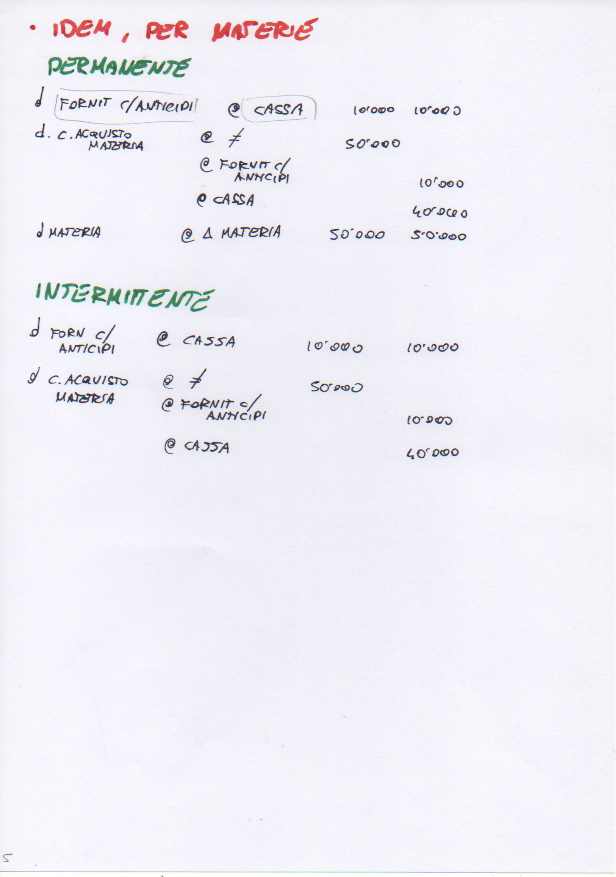 • IDEM, PER MATERIE
PERMANENTE
d FORNIT C/ANTICIPI @ CASSA 10'000 10'000
d. C. ACQUISTO @ ≠ 50'000
MATERIA
@ FORNIT C/
ANTICIPI 10'000
@ CASSA 40'000
d MATERIA @ Δ MATERIA 50'000 50'000
INTERMITTENTE
d FORN C/ @ CASSA 10'000 10'000
ANTICIPI
d C. ACQUISTO @ ≠ 50'000
MATERIA @ FORNIT C/
ANTICIPI 10'000
@ CASSA 40'000
5